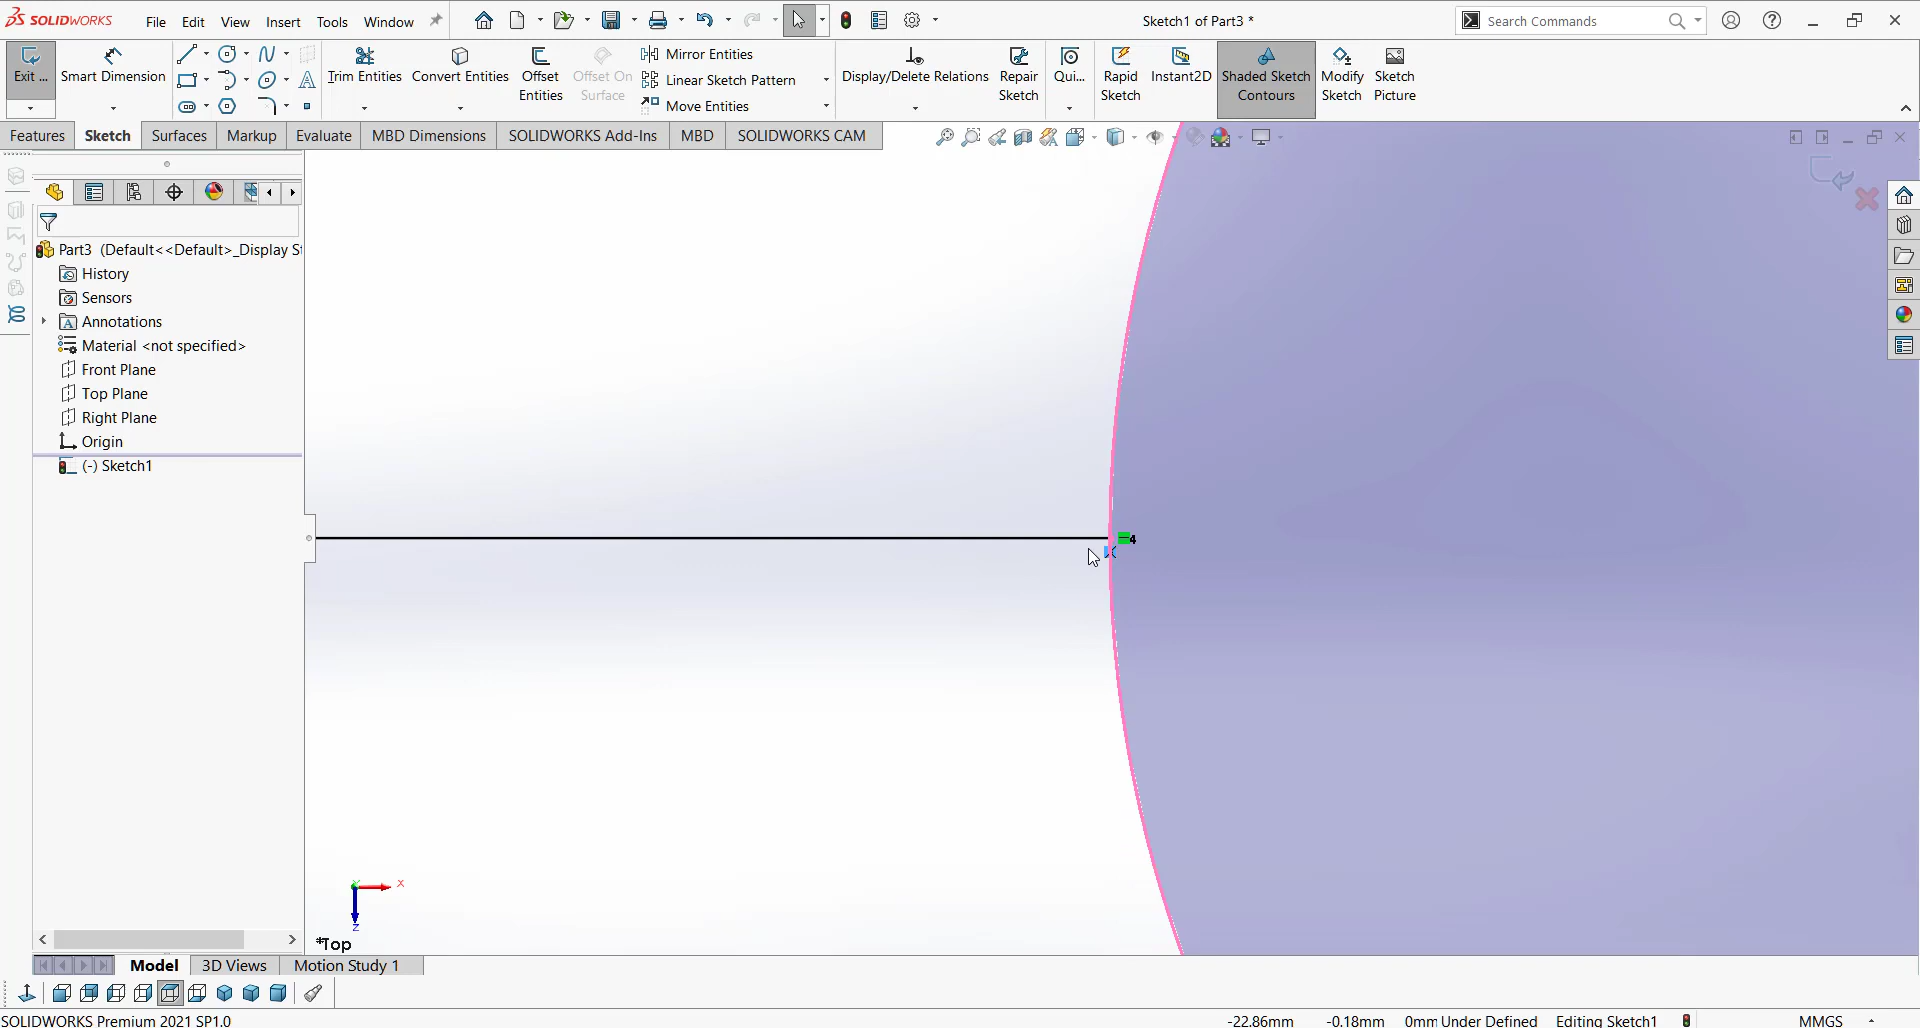 SOLIDWORKS File Edit View Insert Tools Window Sketch1 of Part3 * Search Commands
Exit ... Smart Dimension Trim Entities Convert Entities Offset Entities Offset On Surface Mirror Entities Linear Sketch Pattern Move Entities Display/Delete Relations Repair Sketch Qui... Rapid Sketch Instant2D Shaded Sketch Contours Modify Sketch Sketch Picture
Features Sketch Surfaces Markup Evaluate MBD Dimensions SOLIDWORKS Add-Ins MBD SOLIDWORKS CAM
Part3 (Default<<Default>_Display S
History
Sensors
Annotations
Material <not specified>
Front Plane
Top Plane
Right Plane
Origin
(-) Sketch1
4
X
Z
*Top
Model 3D Views Motion Study 1
SOLIDWORKS Premium 2021 SP1.0 -22.86mm -0.18mm 0mm Under Defined Editing Sketch1 MMGS